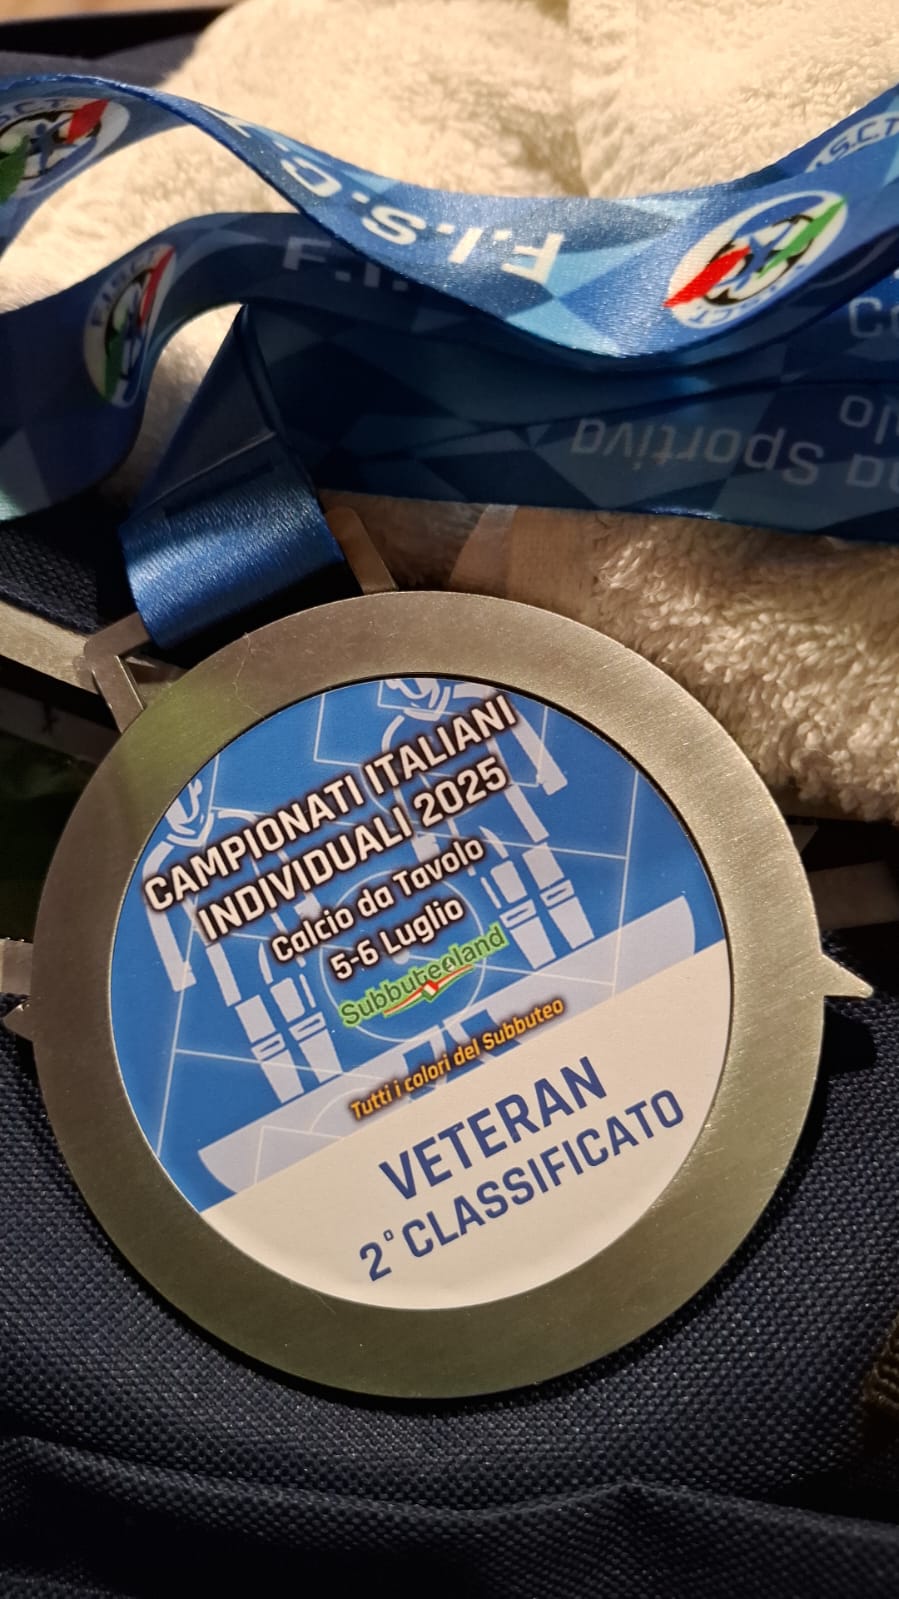 F.I.S.C.T.
F.I.S.C.T.
F.I.S.C.T.
F.I.
Sportiva
CAMPIONATI ITALIANI
INDIVIDUALI 2025
Calcio da Tavolo
5-6 Luglio
Subbuteoland
Tutti i colori del Subbuteo
VETERAN
2° CLASSIFICATO